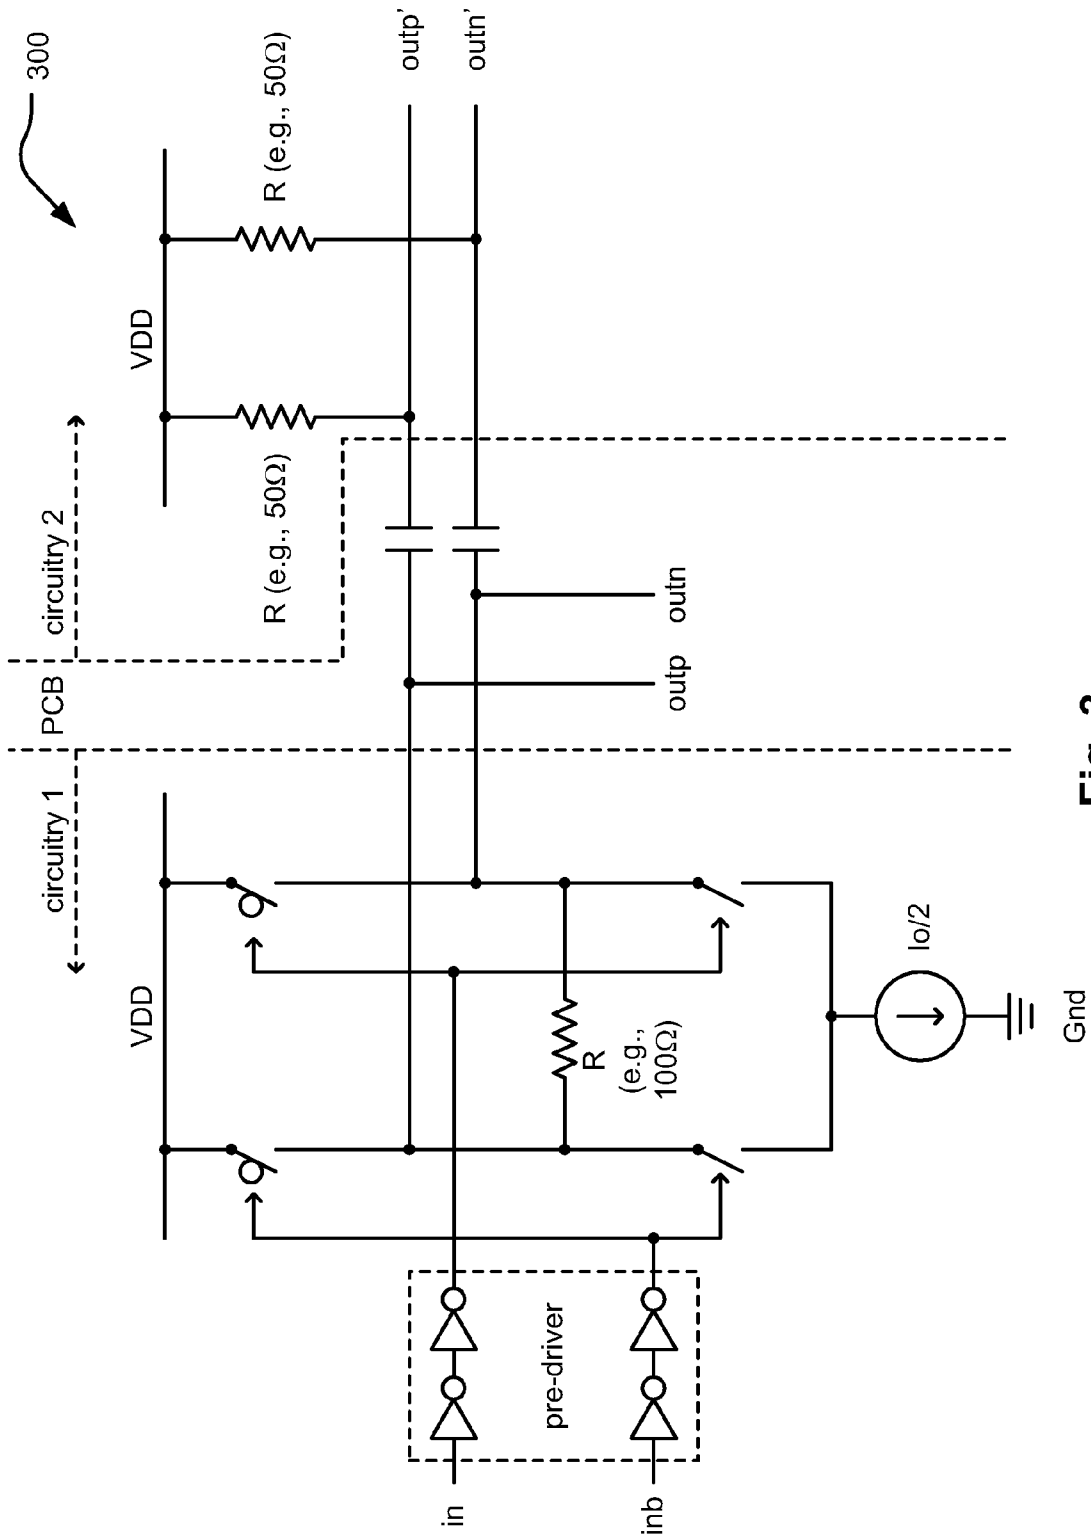 300
circuitry 1
PCB
circuitry 2
VDD
VDD
R (e.g., 50Ω)
R (e.g., 50Ω)
outp'
outn'
in
inb
pre-driver
R
(e.g.,
100Ω)
outp
outn
Io/2
Gnd
Fig.